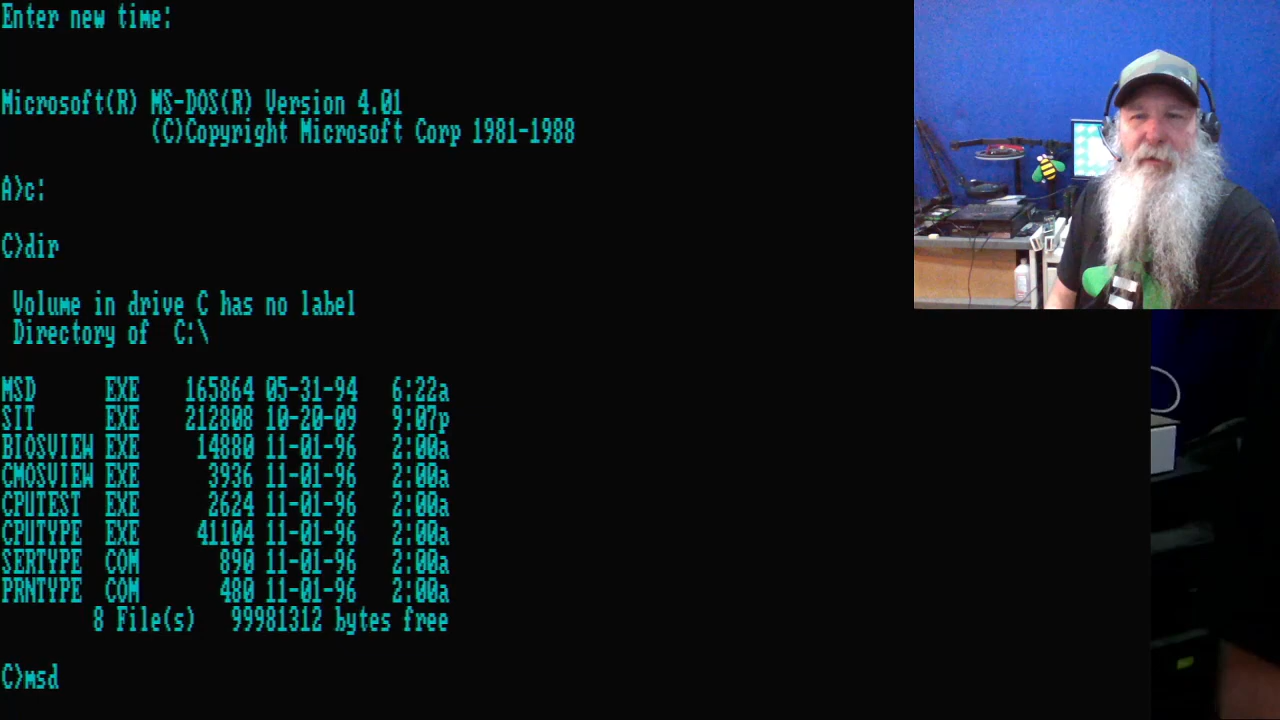 Enter new time:
Microsoft(R) MS-DOS(R) Version 4.01
(C)Copyright Microsoft Corp 1981-1988
A>c:
C>dir
Volume in drive C has no label
Directory of  C:\
MSD      EXE    165864 05-31-94   6:22a
SIT      EXE    212808 10-20-09   9:07p
BIOSVIEW EXE     14880 11-01-96   2:00a
CMOSVIEW EXE      3936 11-01-96   2:00a
CPUTEST  EXE      2624 11-01-96   2:00a
CPUTYPE  EXE     41104 11-01-96   2:00a
SERTYPE  COM       890 11-01-96   2:00a
PRNTYPE  COM       480 11-01-96   2:00a
8 File(s)   99981312 bytes free
C>msd